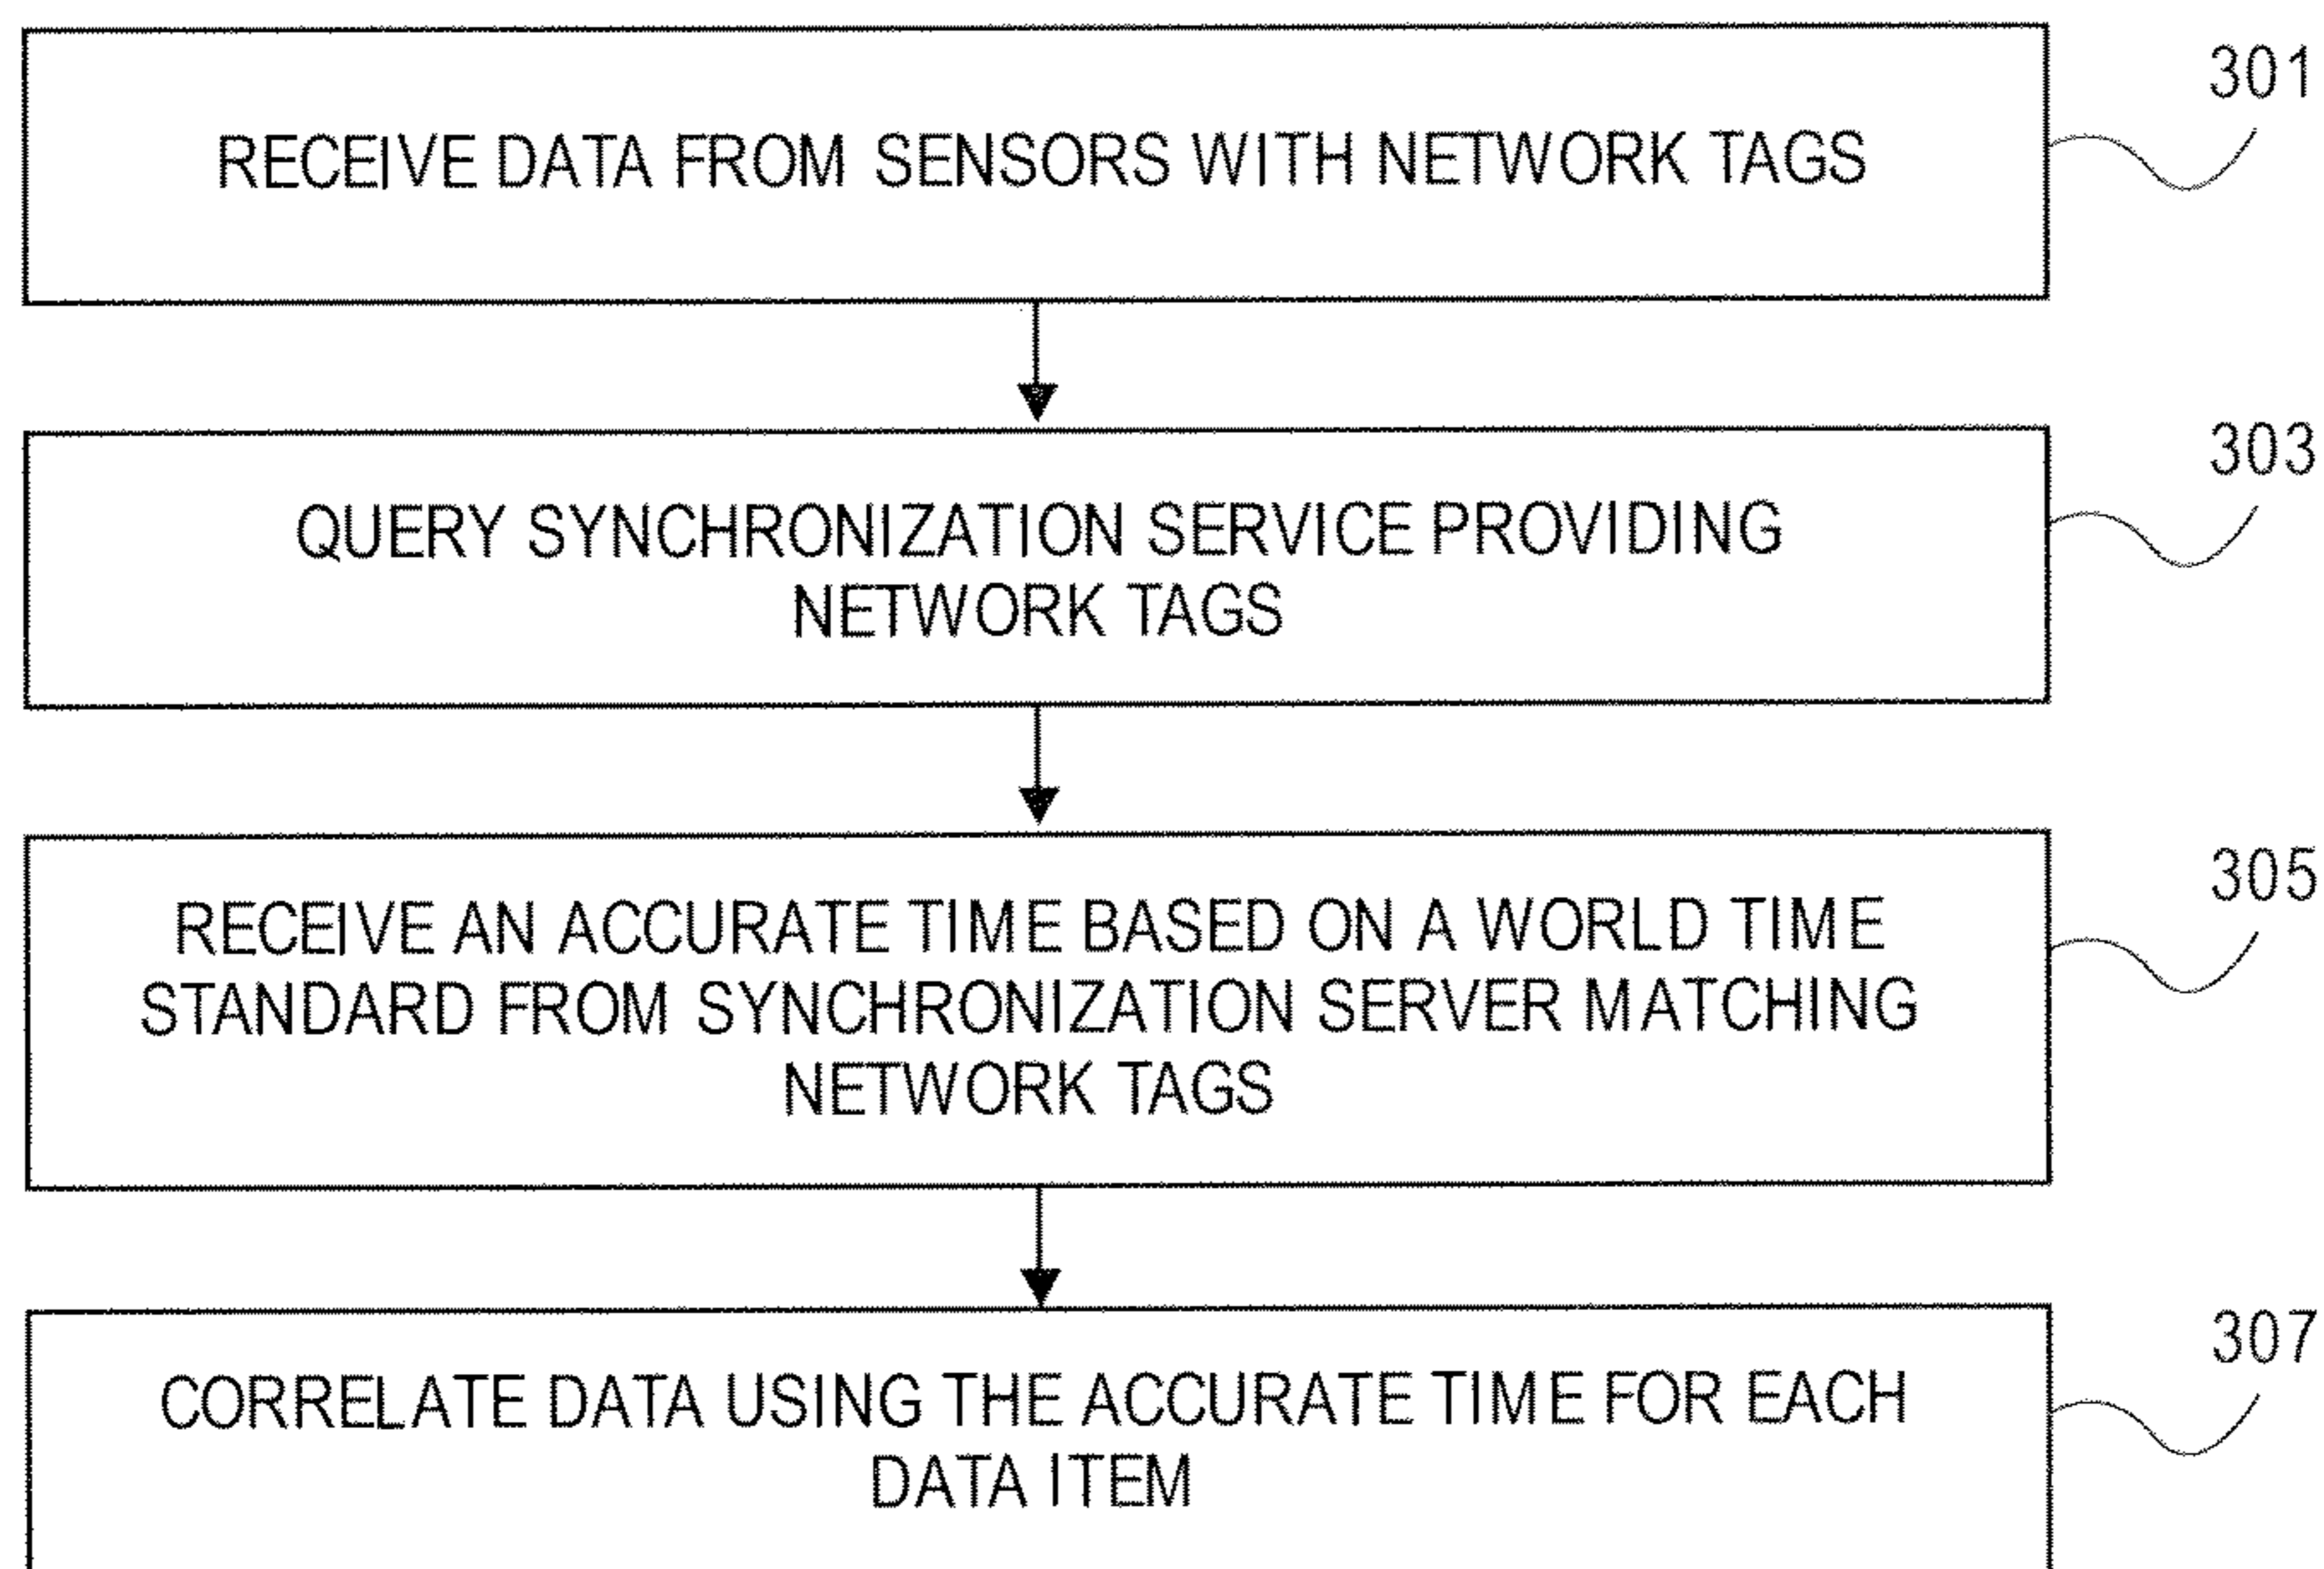 301
RECEIVE DATA FROM SENSORS WITH NETWORK TAGS
303
QUERY SYNCHRONIZATION SERVICE PROVIDING
NETWORK TAGS
305
RECEIVE AN ACCURATE TIME BASED ON A WORLD TIME
STANDARD FROM SYNCHRONIZATION SERVER MATCHING
NETWORK TAGS
307
CORRELATE DATA USING THE ACCURATE TIME FOR EACH
DATA ITEM